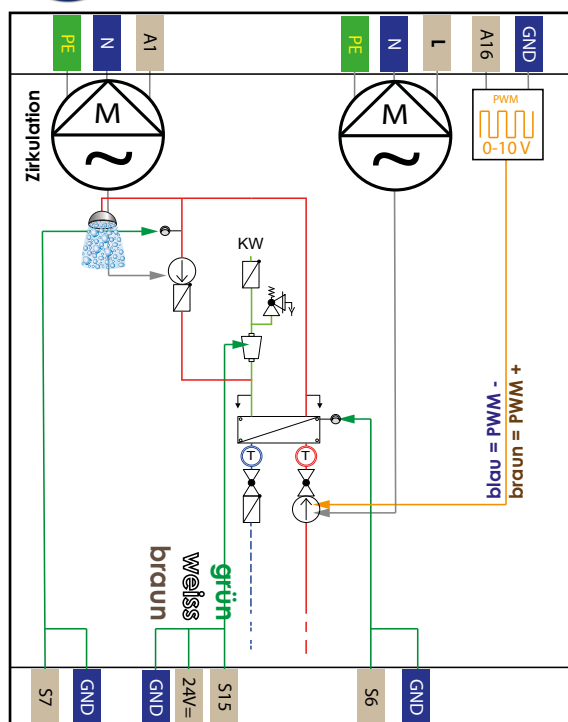 PE
N
A1
PE
N
L
A16
GND
Zirkulation
M
~
M
~
PWM
0-10 V
KW
T
T
blau = PWM -
braun = PWM +
braun
weiss
grün
S7
GND
GND
24V=
S15
S6
GND